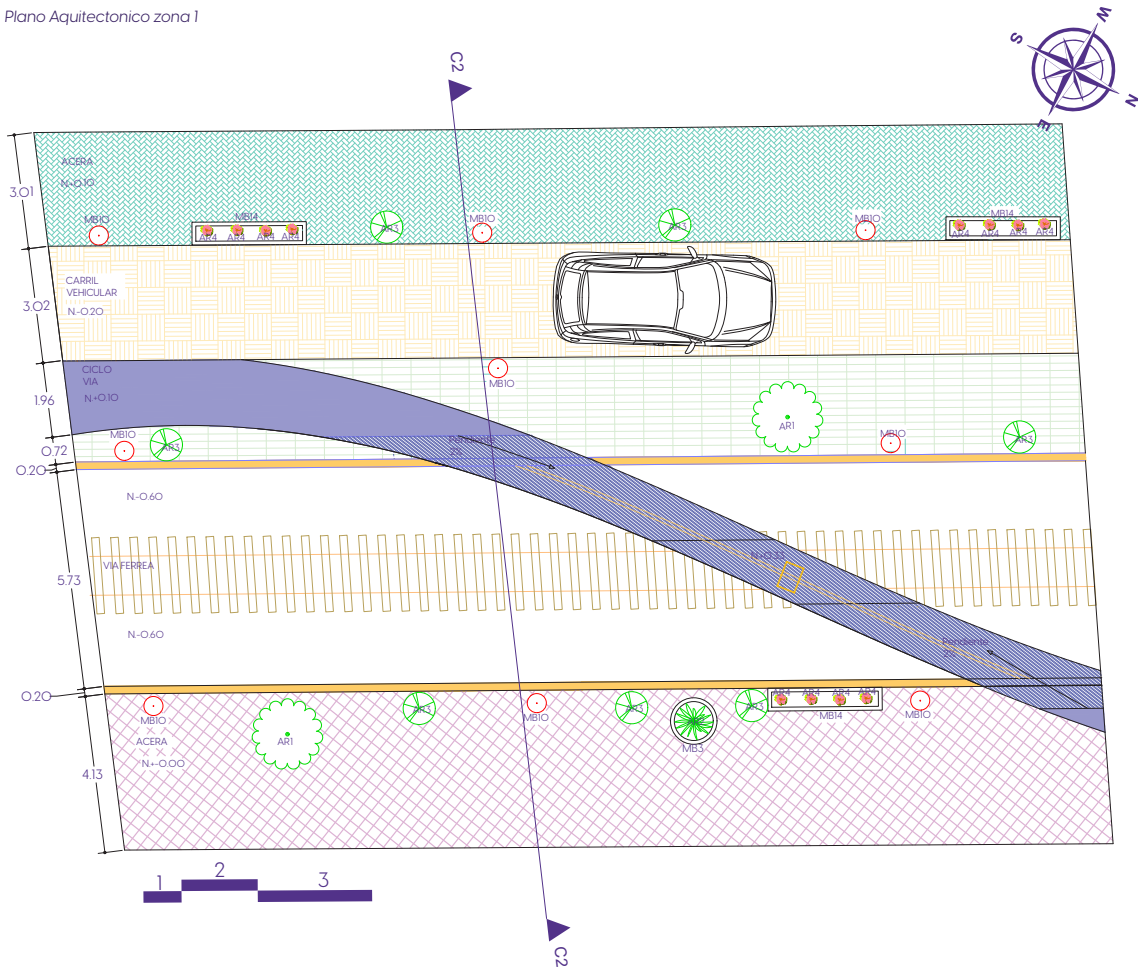 Plano Aquitectonico zona 1
W
S
N
E
C2
ACERA
N+0.10
3.01
MB10
MB14
AR4 AR4 AR4 AR4
AR3
MB10
AR3
MB10
MB14
AR4 AR4 AR4 AR4
CARRIL
VEHICULAR
N.-0.20
3.02
CICLO
VIA
N.+0.10
1.96
MB10
AR1
MB10
AR3
Pendiente
2%
MB10
AR3
0.72
0.20
N.-0.60
N.+0.33
VIA FERREA
5.73
N.-0.60
Pendiente
2%
0.20
MB10
AR3
MB10
AR3
AR2
MB3
AR3
AR4 AR4 AR4 AR4
MB14
MB10
ACERA
AR1
N+-0.00
4.13
1
2
3
C2